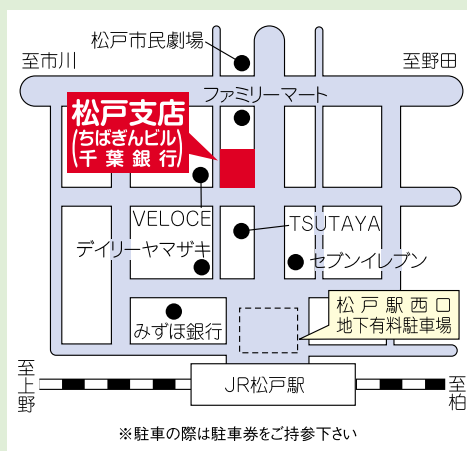 松戸市民劇場
至市川
至野田
ファミリーマート
松戸支店
(ちばぎんビル)
(千葉銀行)
VELOCE
TSUTAYA
デイリーヤマザキ
セブンイレブン
松戸駅西口
地下有料駐車場
みずほ銀行
至上野
JR松戸駅
至柏
※駐車の際は駐車券をご持参下さい